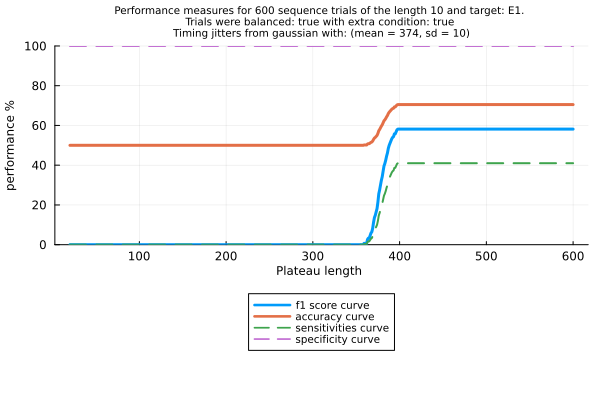 Performance measures for 600 sequence trials of the length 10 and target: E1.
Trials were balanced: true with extra condition: true
Timing jitters from gaussian with: (mean = 374, sd = 10)
100
80
60
40
20
0
performance %
100 200 300 400 500 600
Plateau length
f1 score curve
accuracy curve
sensitivities curve
specificity curve